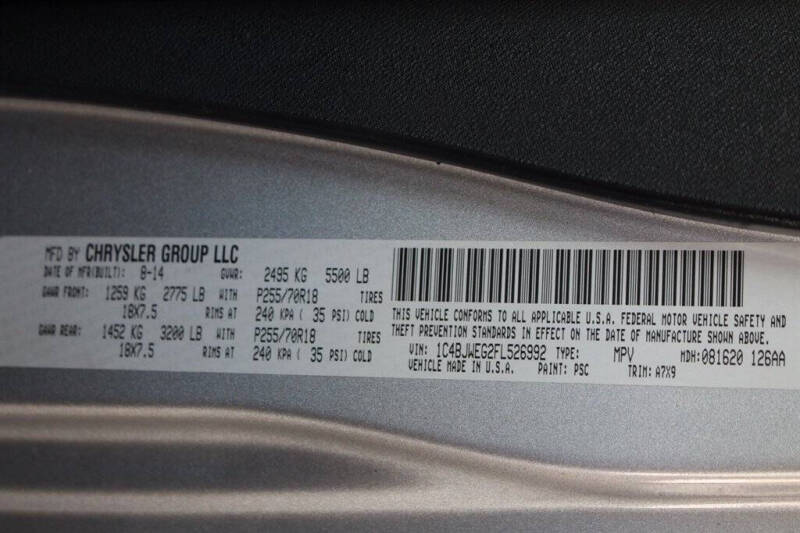 MFD BY CHRYSLER GROUP LLC
DATE OF MFR(BUILT): 8-14 GVWR: 2495 KG 5500 LB
GAWR FRONT: 1259 KG 2775 LB WITH P255/70R18 TIRES
18X7.5 RIMS AT 240 KPA ( 35 PSI) COLD
GAWR REAR: 1452 KG 3200 LB WITH P255/70R18 TIRES
18X7.5 RIMS AT 240 KPA ( 35 PSI) COLD
THIS VEHICLE CONFORMS TO ALL APPLICABLE U.S.A. FEDERAL MOTOR VEHICLE SAFETY AND
THEFT PREVENTION STANDARDS IN EFFECT ON THE DATE OF MANUFACTURE SHOWN ABOVE.
VIN: 1C4BJWEG2FL526992 TYPE: MPV MDH: 081620 126AA
VEHICLE MADE IN U.S.A. PAINT: PSC TRIM: A7X9